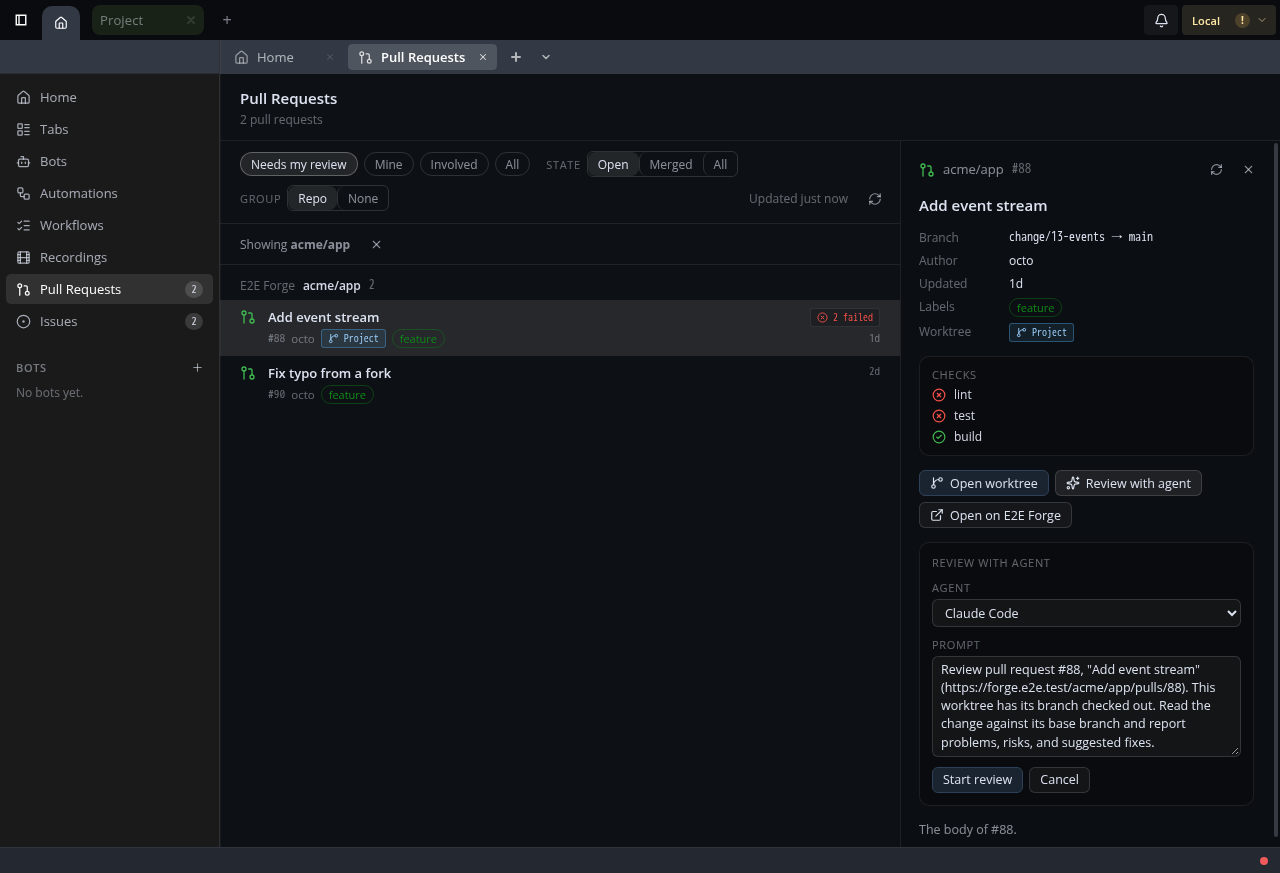 Project
Local !
Home
Pull Requests
Home
Tabs
Bots
Automations
Workflows
Recordings
Pull Requests 2
Issues 2
BOTS
No bots yet.
Pull Requests
2 pull requests
Needs my review Mine Involved All STATE Open Merged All
GROUP Repo None Updated just now
Showing acme/app
E2E Forge acme/app 2
Add event stream 2 failed
#88 octo Project feature 1d
Fix typo from a fork 2d
#90 octo feature
acme/app #88
Add event stream
Branch change/13-events → main
Author octo
Updated 1d
Labels feature
Worktree Project
CHECKS
lint
test
build
Open worktree Review with agent
Open on E2E Forge
REVIEW WITH AGENT
AGENT
Claude Code
PROMPT
Review pull request #88, "Add event stream"
(https://forge.e2e.test/acme/app/pulls/88). This
worktree has its branch checked out. Read the
change against its base branch and report
problems, risks, and suggested fixes.
Start review Cancel
The body of #88.